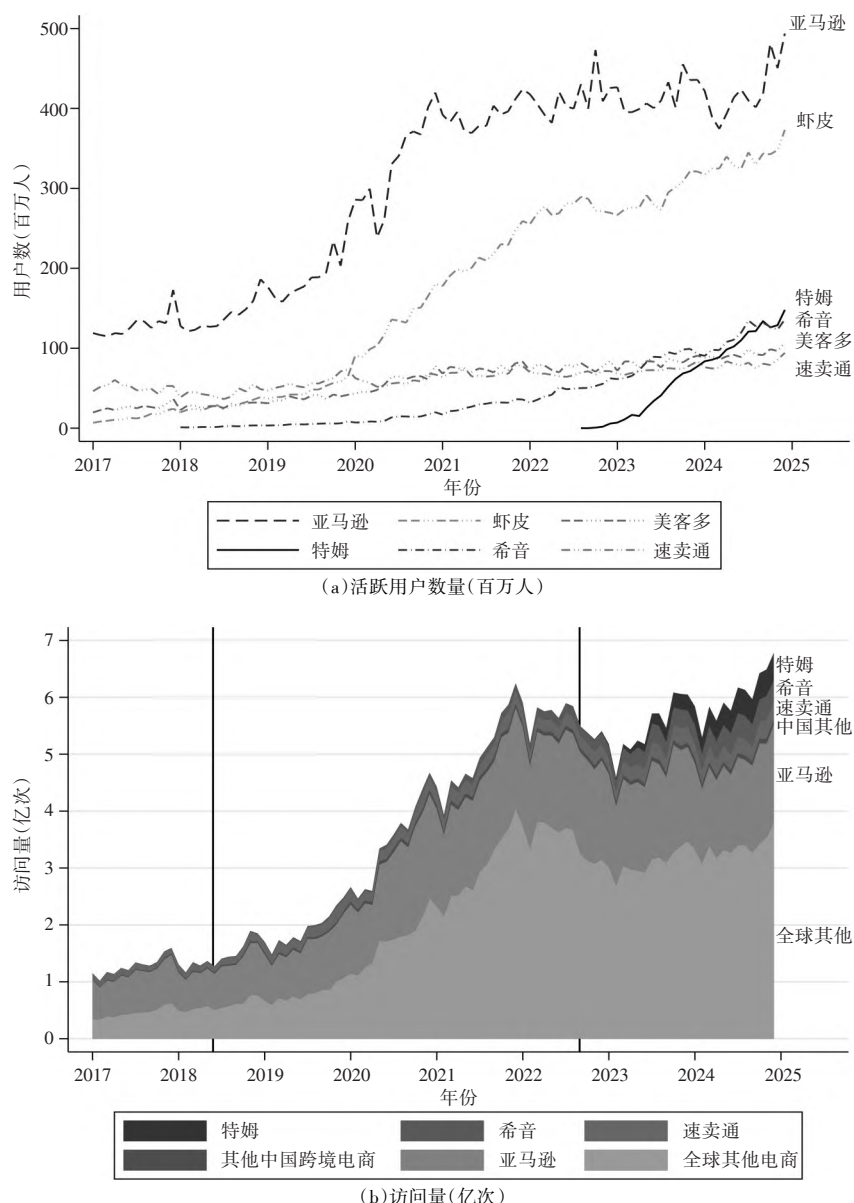 500
400
300
200
100
0
用户数(百万人)
亚马逊
虾皮
特姆
希音
美客多
速卖通
2017 2018 2019 2020 2021 2022 2023 2024 2025
年份
亚马逊 虾皮 美客多
特姆 希音 速卖通
(a)活跃用户数量(百万人)
7
6
5
4
3
2
1
0
访问量(亿次)
特姆
希音
速卖通
中国其他
亚马逊
全球其他
2017 2018 2019 2020 2021 2022 2023 2024 2025
年份
特姆 希音 速卖通
其他中国跨境电商 亚马逊 全球其他电商
(b)访问量(亿次)